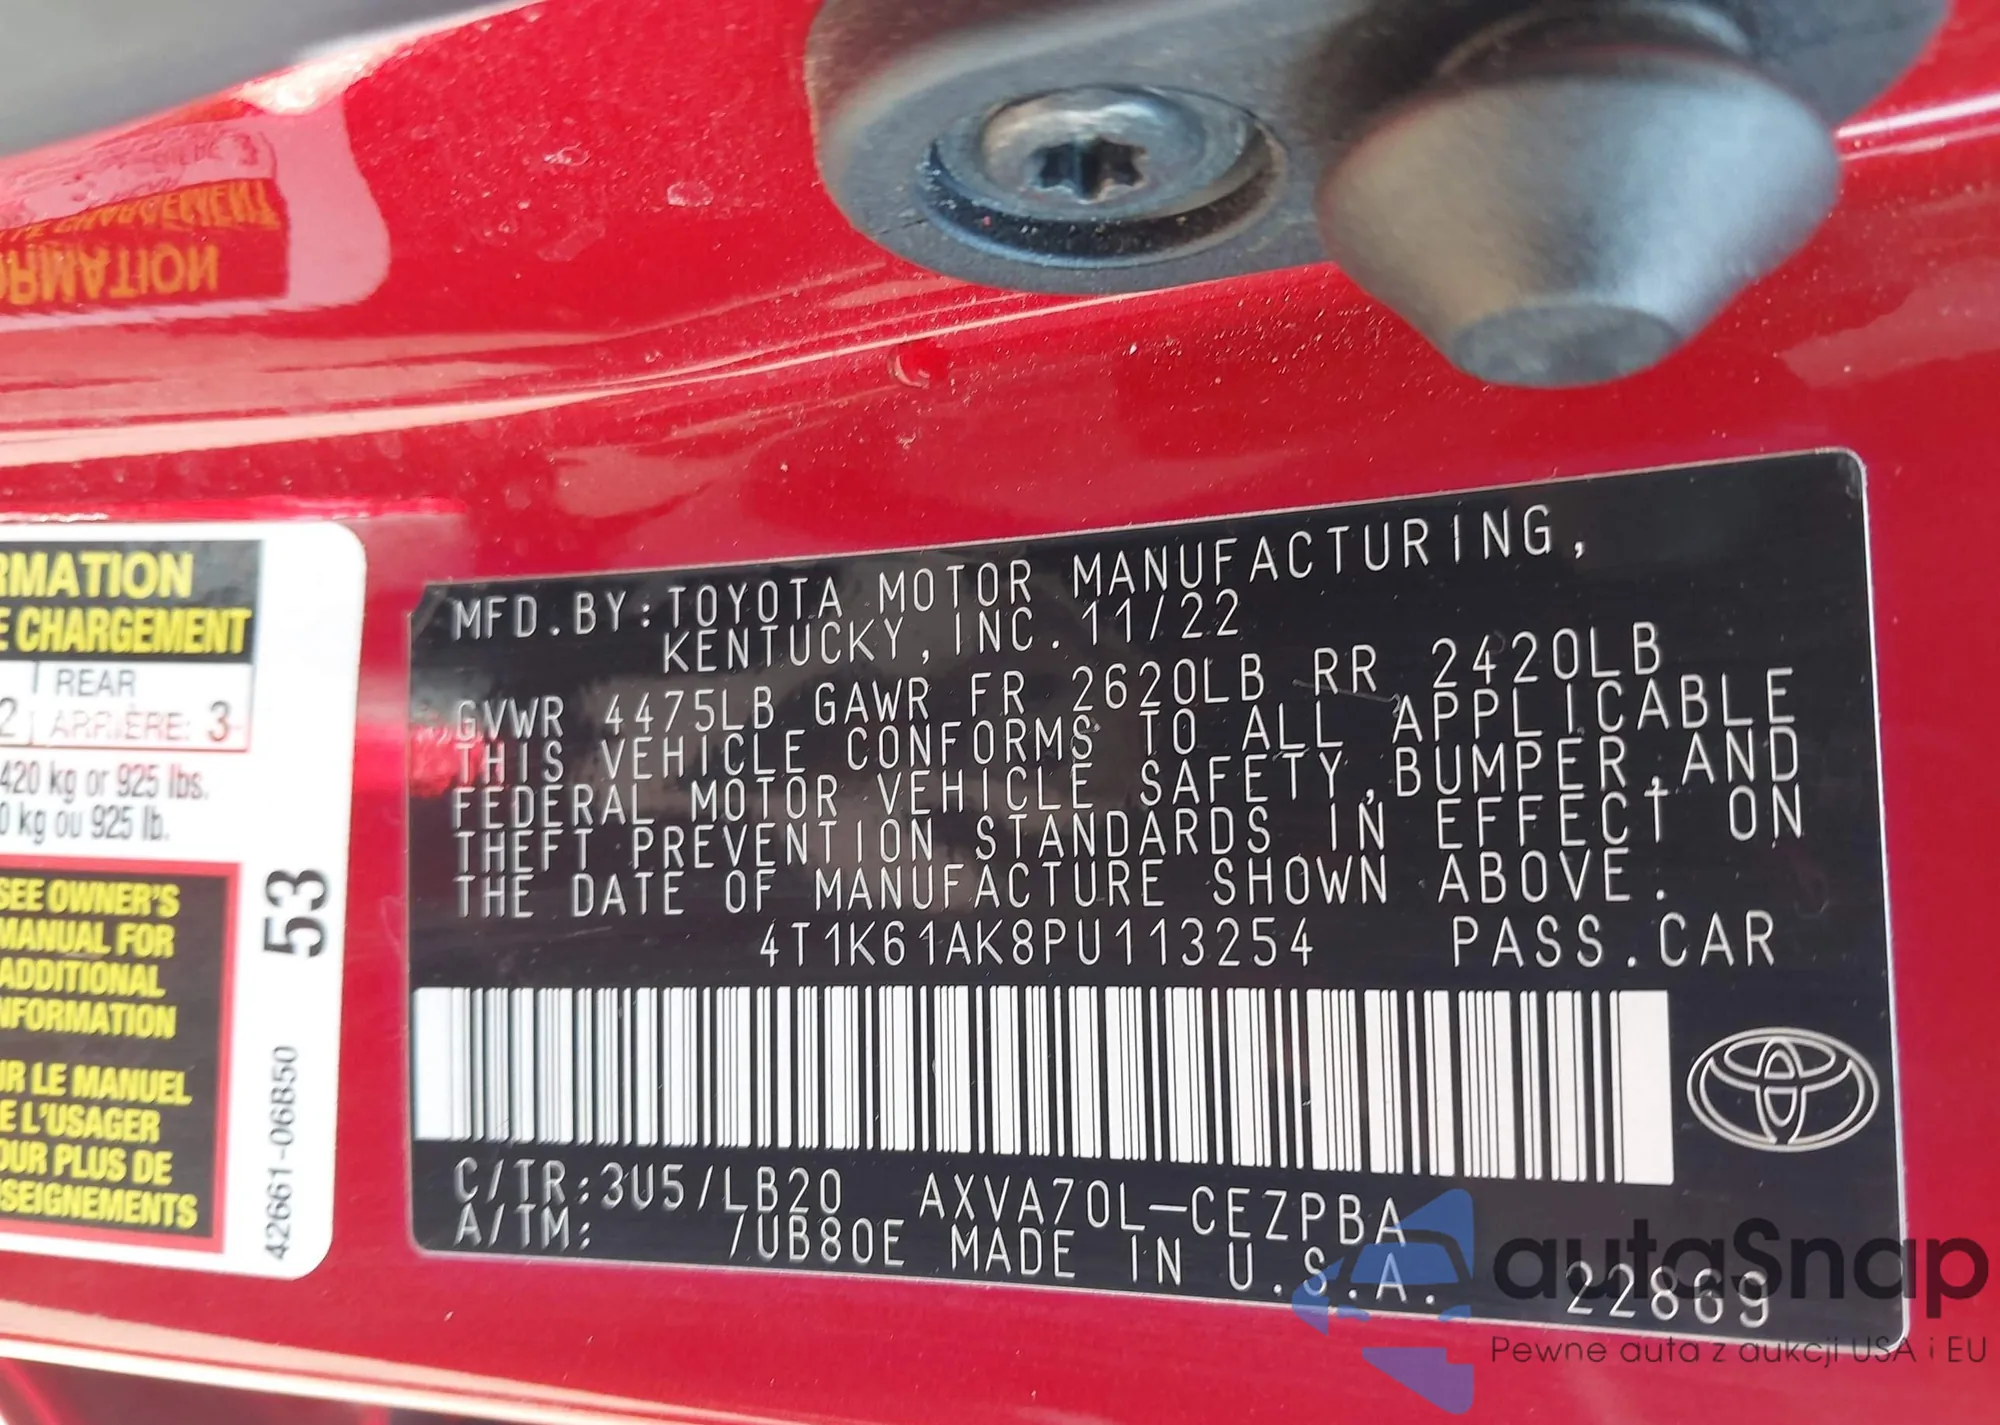 RMATION
E CHARGEMENT
REAR
2 ARRIÈRE: 3
420 kg or 925 lbs.
0 kg ou 925 lb.
SEE OWNER'S
MANUAL FOR
ADDITIONAL
NFORMATION
UR LE MANUEL
E L'USAGER
OUR PLUS DE
SEIGNEMENTS
53
42661-06B50
MFD.BY:TOYOTA MOTOR MANUFACTURING,
KENTUCKY,INC.11/22
GVWR 4475LB GAWR FR 2620LB RR 2420LB
THIS VEHICLE CONFORMS TO ALL APPLICABLE
FEDERAL MOTOR VEHICLE SAFETY,BUMPER,AND
THEFT PREVENTION STANDARDS IN EFFECT ON
THE DATE OF MANUFACTURE SHOWN ABOVE.
4T1K61AK8PU113254 PASS.CAR
C/TR:3U5/LB20 AXVA70L-CEZPBA
A/TM: /UB80E MADE IN U.S.A. 22869
autaSnap
Pewne auta z aukcji USA i EU